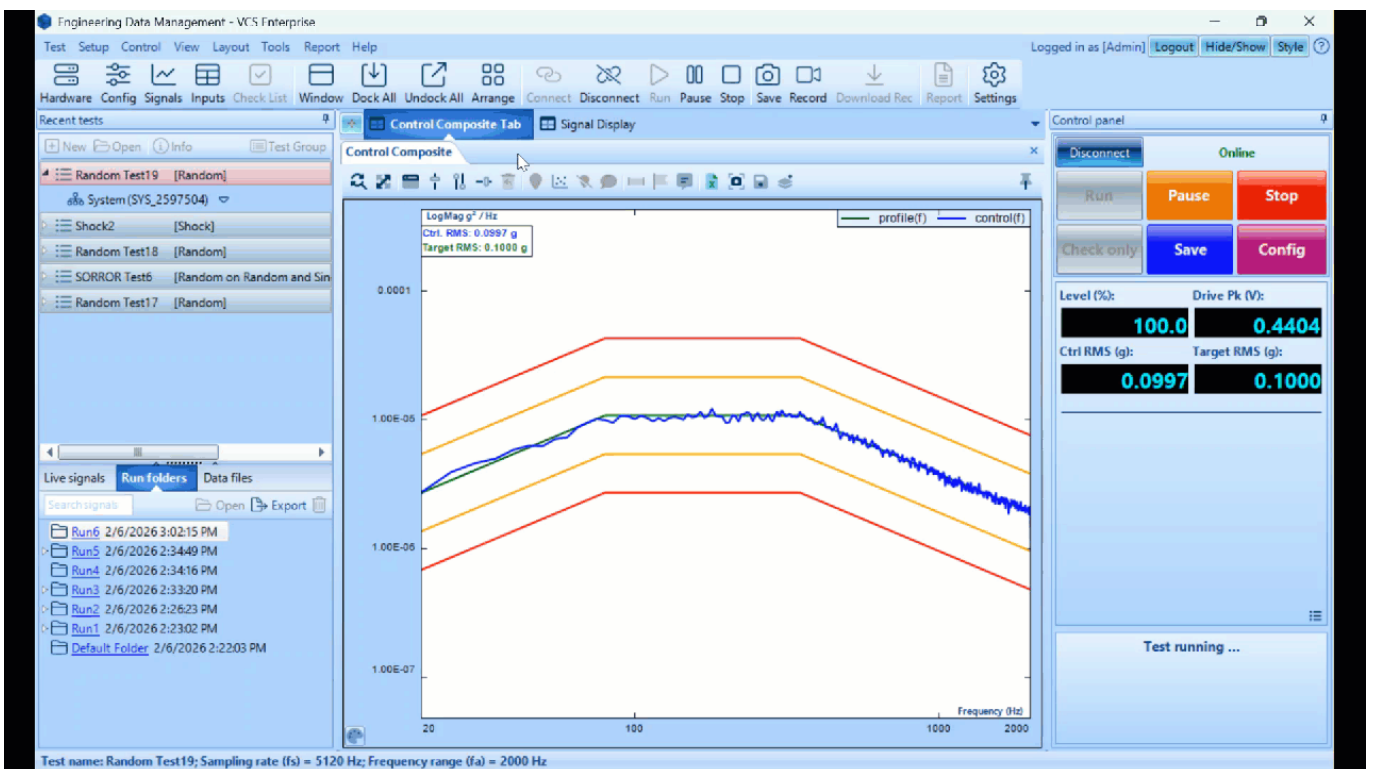 Engineering Data Management - VCS Enterprise
Test Setup Control View Layout Tools Report Help
Logged in as [Admin] Logout Hide/Show Style ?
Hardware Config Signals Inputs Check List Window Dock All Undock All Arrange Connect Disconnect Run Pause Stop Save Record Download Rec Report Settings
Recent tests
New Open Info Test Group
Random Test19 [Random]
System (SYS_2597504)
Shock2 [Shock]
Random Test18 [Random]
SORROR Test6 [Random on Random and Sin
Random Test17 [Random]
Live signals Run folders Data files
Search signals Open Export
Run6 2/6/2026 3:02:15 PM
Run5 2/6/2026 2:34:49 PM
Run4 2/6/2026 2:34:16 PM
Run3 2/6/2026 2:33:20 PM
Run2 2/6/2026 2:26:23 PM
Run1 2/6/2026 2:23:02 PM
Default Folder 2/6/2026 2:22:03 PM
Control Composite Tab Signal Display
Control Composite
LogMag g² / Hz
profile(f) control(f)
Ctrl. RMS: 0.0997 g
Target RMS: 0.1000 g
0.0001
1.00E-05
1.00E-06
1.00E-07
Frequency (Hz)
20 100 1000 2000
Control panel
Disconnect Online
Run Pause Stop
Check only Save Config
Level (%): Drive Pk (V):
100.0 0.4404
Ctrl RMS (g): Target RMS (g):
0.0997 0.1000
Test running ...
Test name: Random Test19; Sampling rate (fs) = 5120 Hz; Frequency range (fa) = 2000 Hz